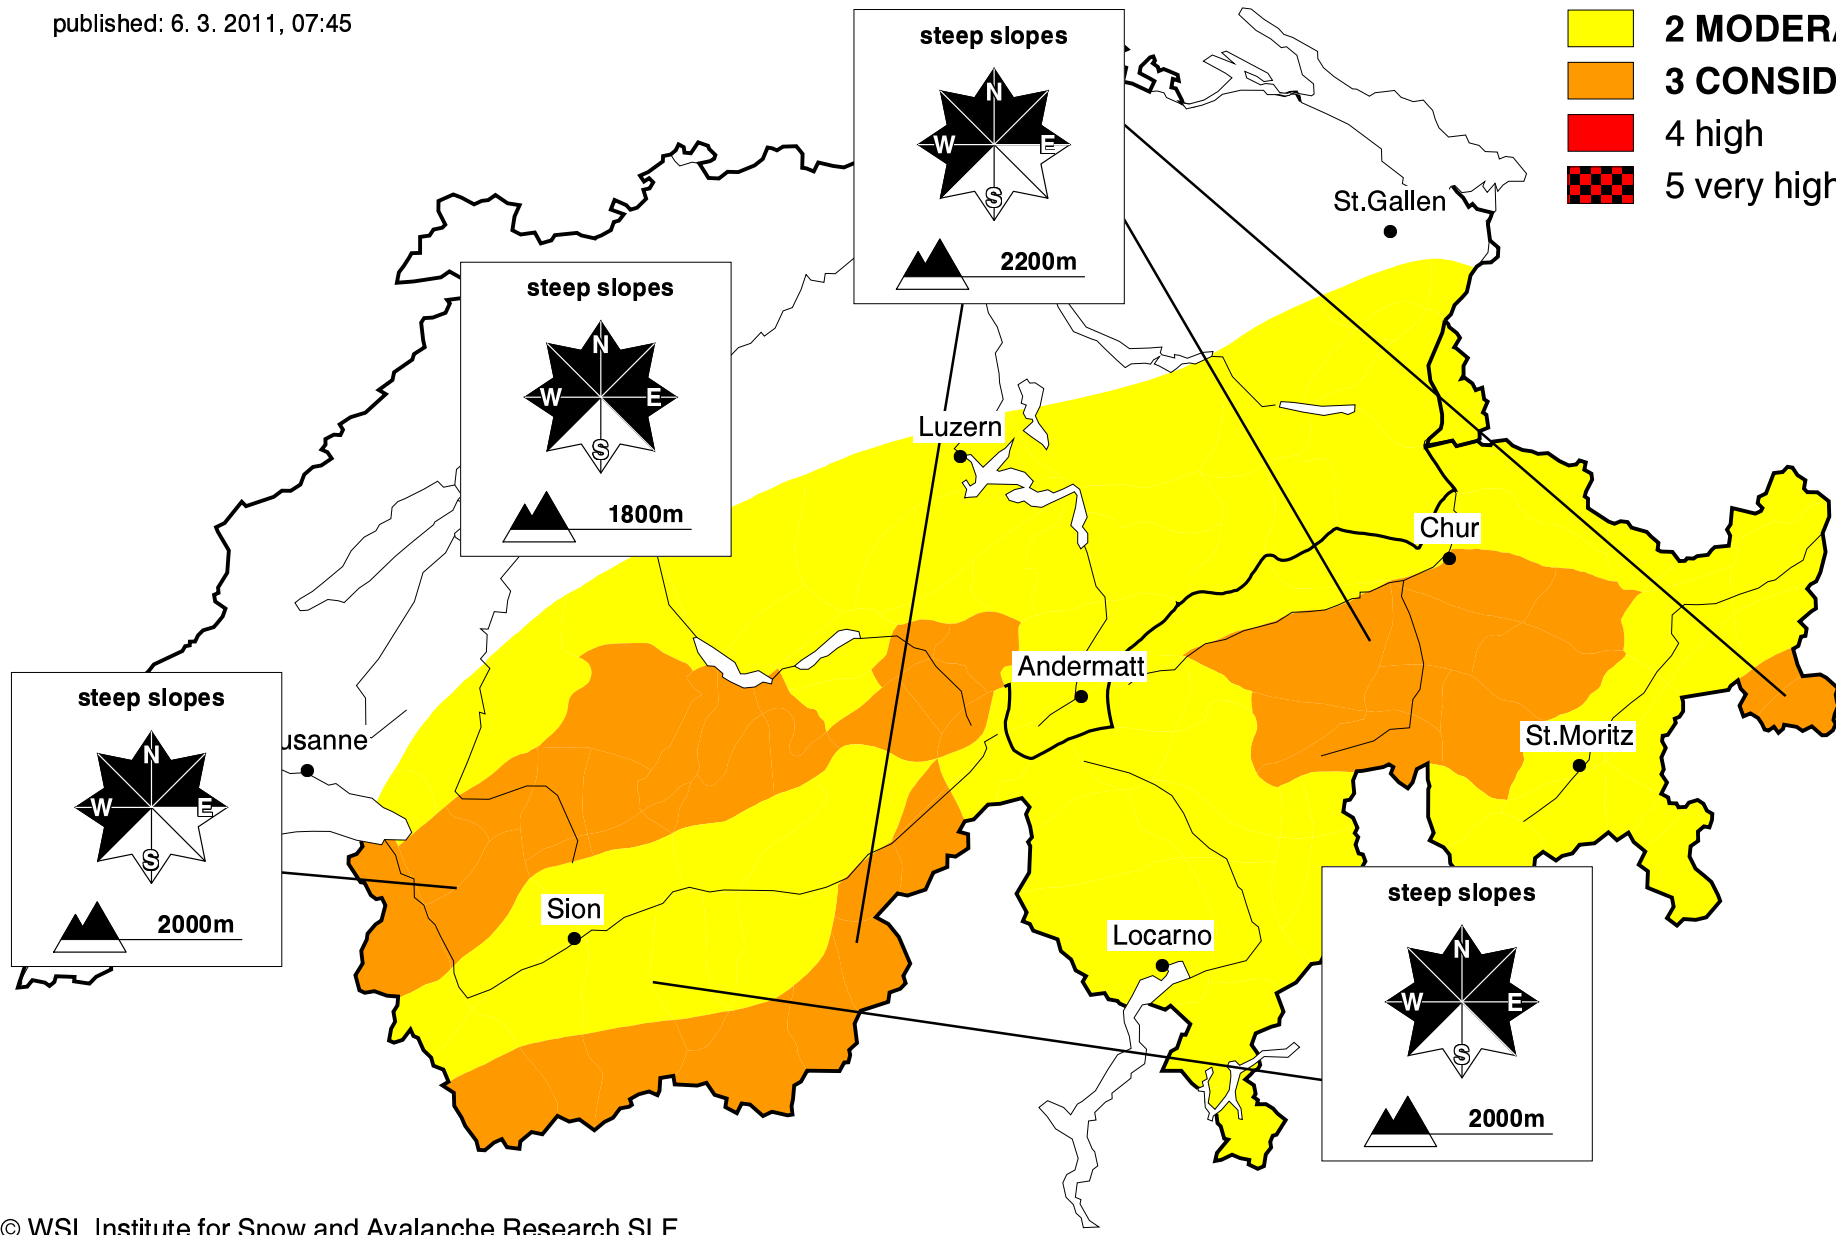 published: 6. 3. 2011, 07:45
2 MODERA
3 CONSID
4 high
5 very high
steep slopes
N
W E
S
2200m
St.Gallen
steep slopes
N
W E
S
1800m
Luzern
Chur
Andermatt
steep slopes
N
W E
S
2000m
usanne
St.Moritz
Sion
Locarno
steep slopes
N
W E
S
2000m
© WSL Institute for Snow and Avalanche Research SLF